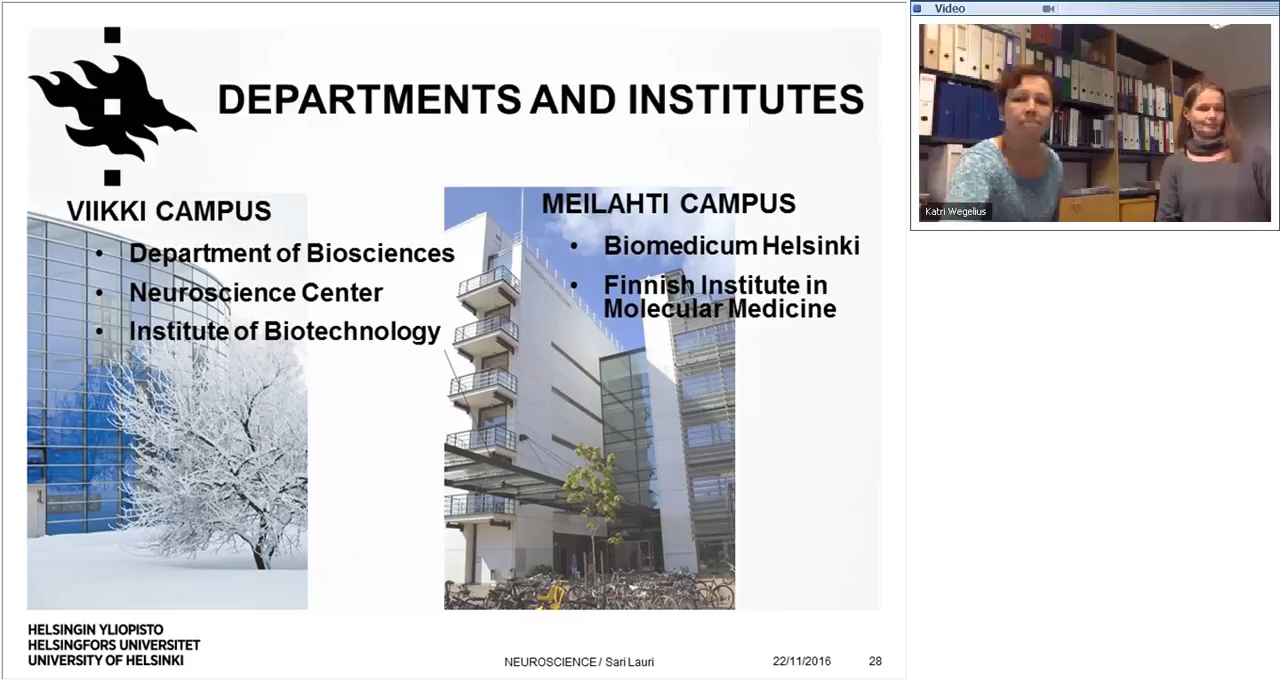 DEPARTMENTS AND INSTITUTES
VIIKKI CAMPUS
• Department of Biosciences
• Neuroscience Center
• Institute of Biotechnology
MEILAHTI CAMPUS
• Biomedicum Helsinki
• Finnish Institute in
Molecular Medicine
HELSINGIN YLIOPISTO
HELSINGFORS UNIVERSITET
UNIVERSITY OF HELSINKI
NEUROSCIENCE / Sari Lauri
22/11/2016
28
Video
Katri Wegelius